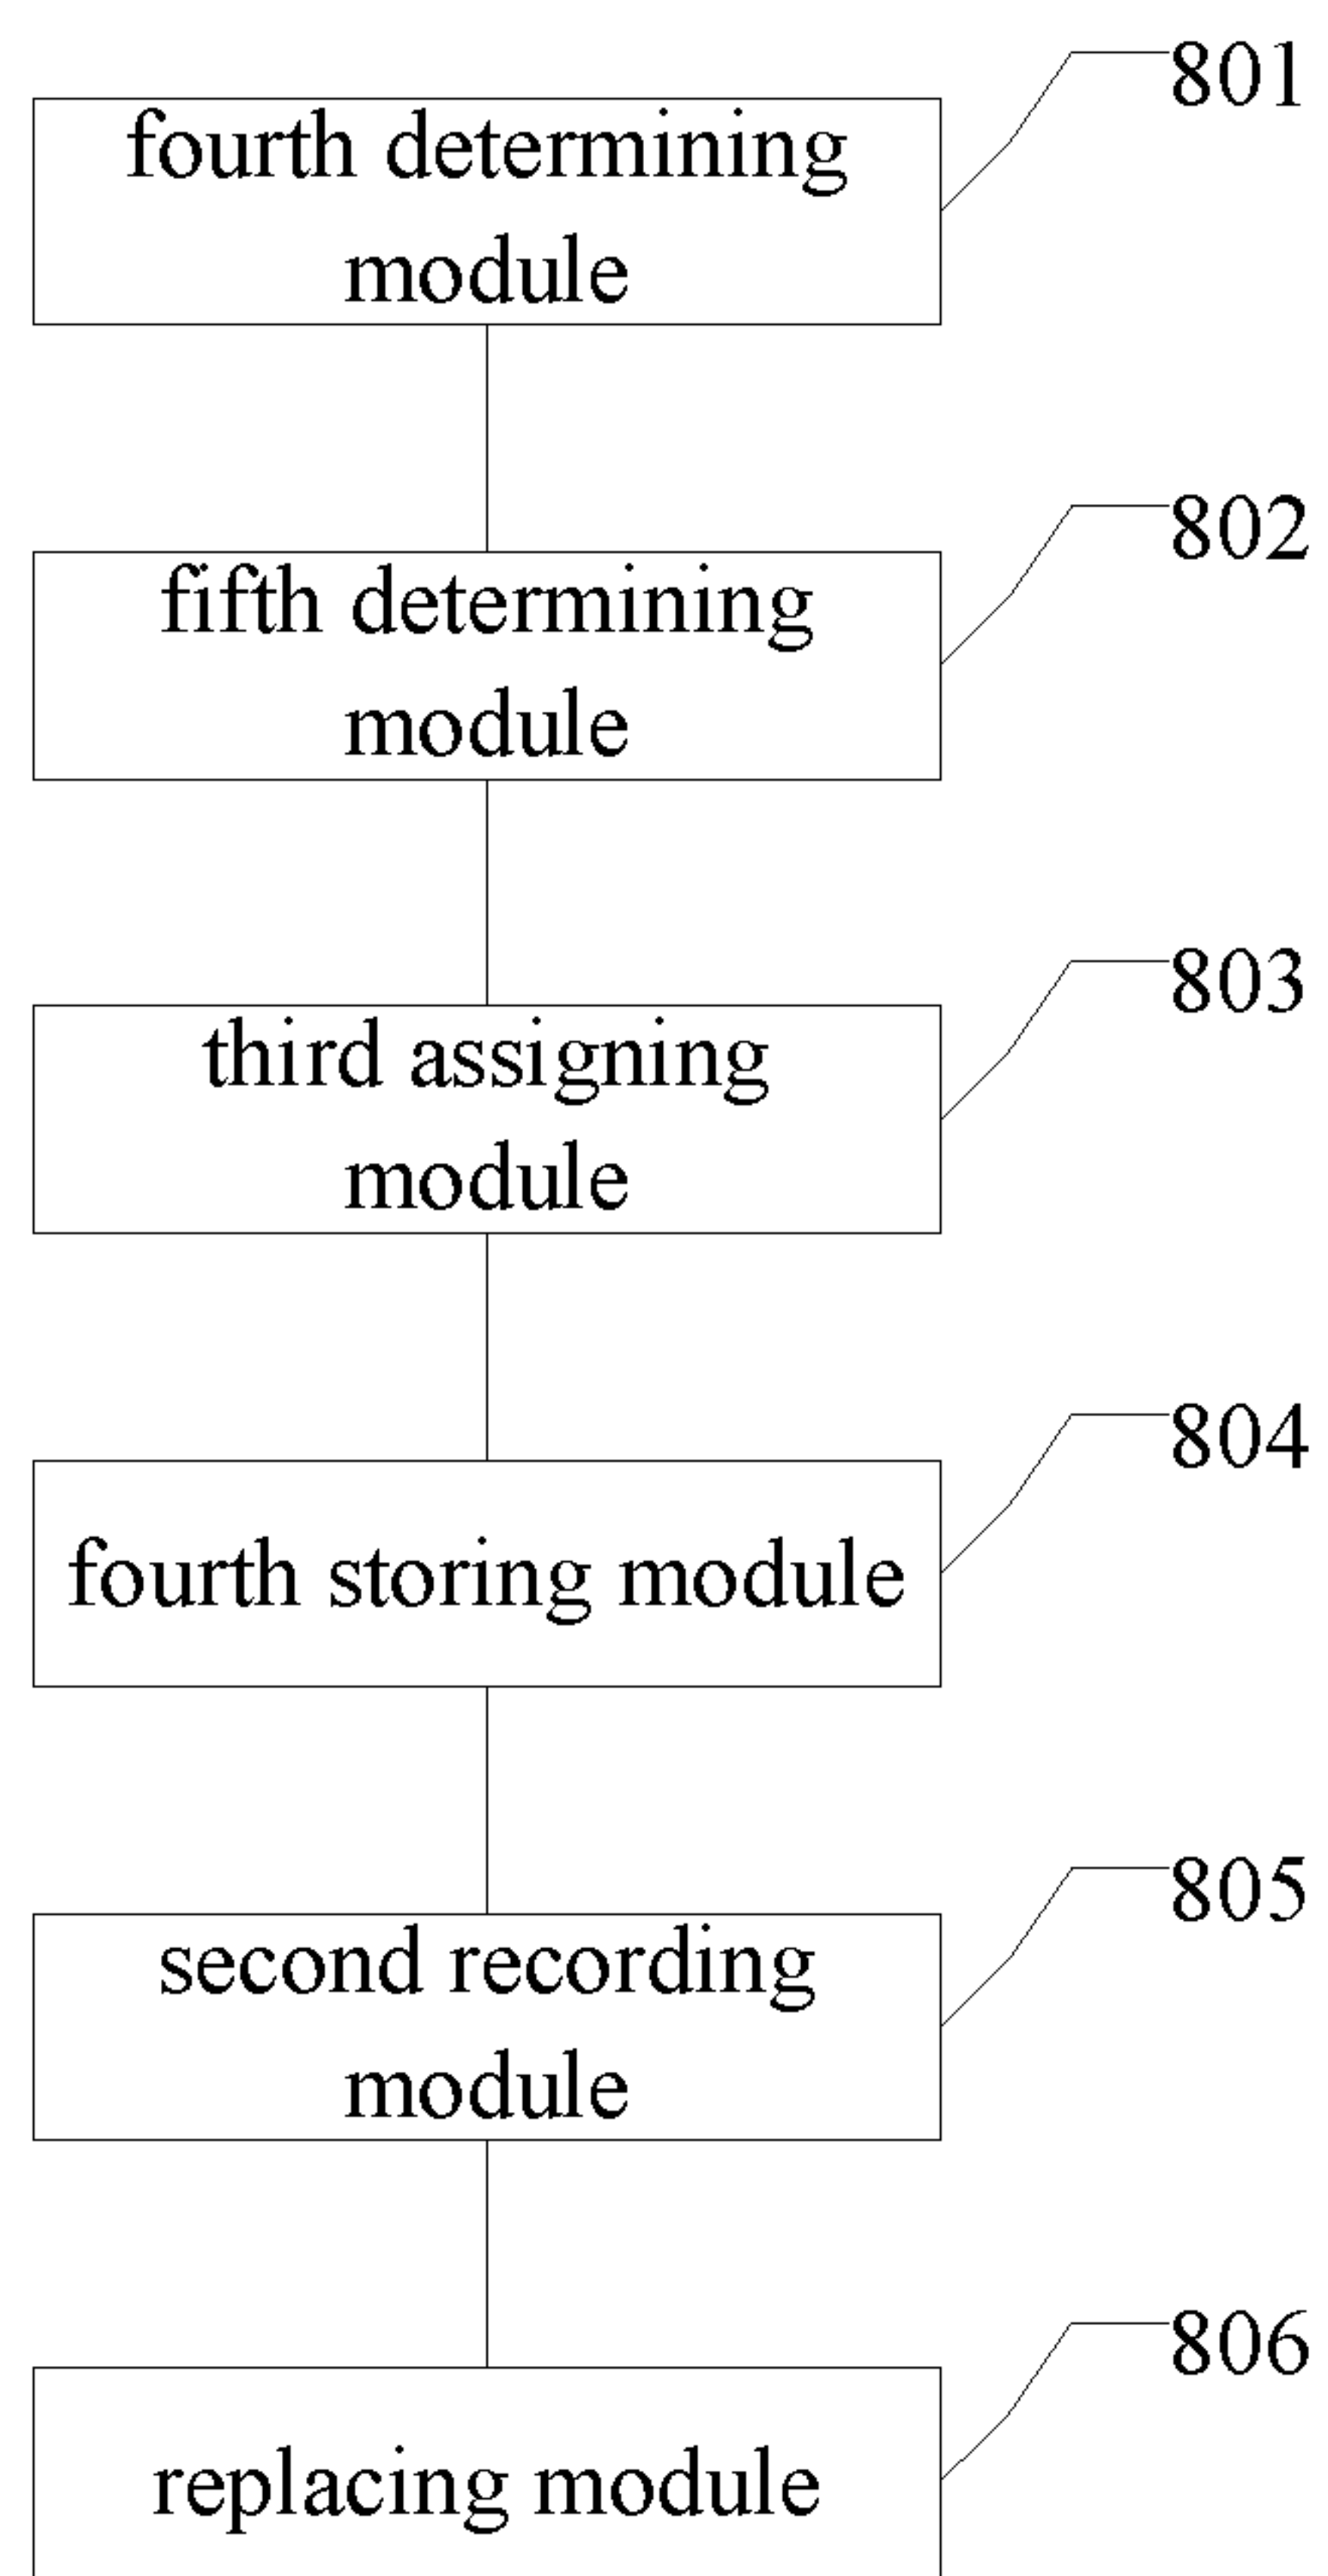 801
fourth determining
module
802
fifth determining
module
803
third assigning
module
804
fourth storing module
805
second recording
module
806
replacing module